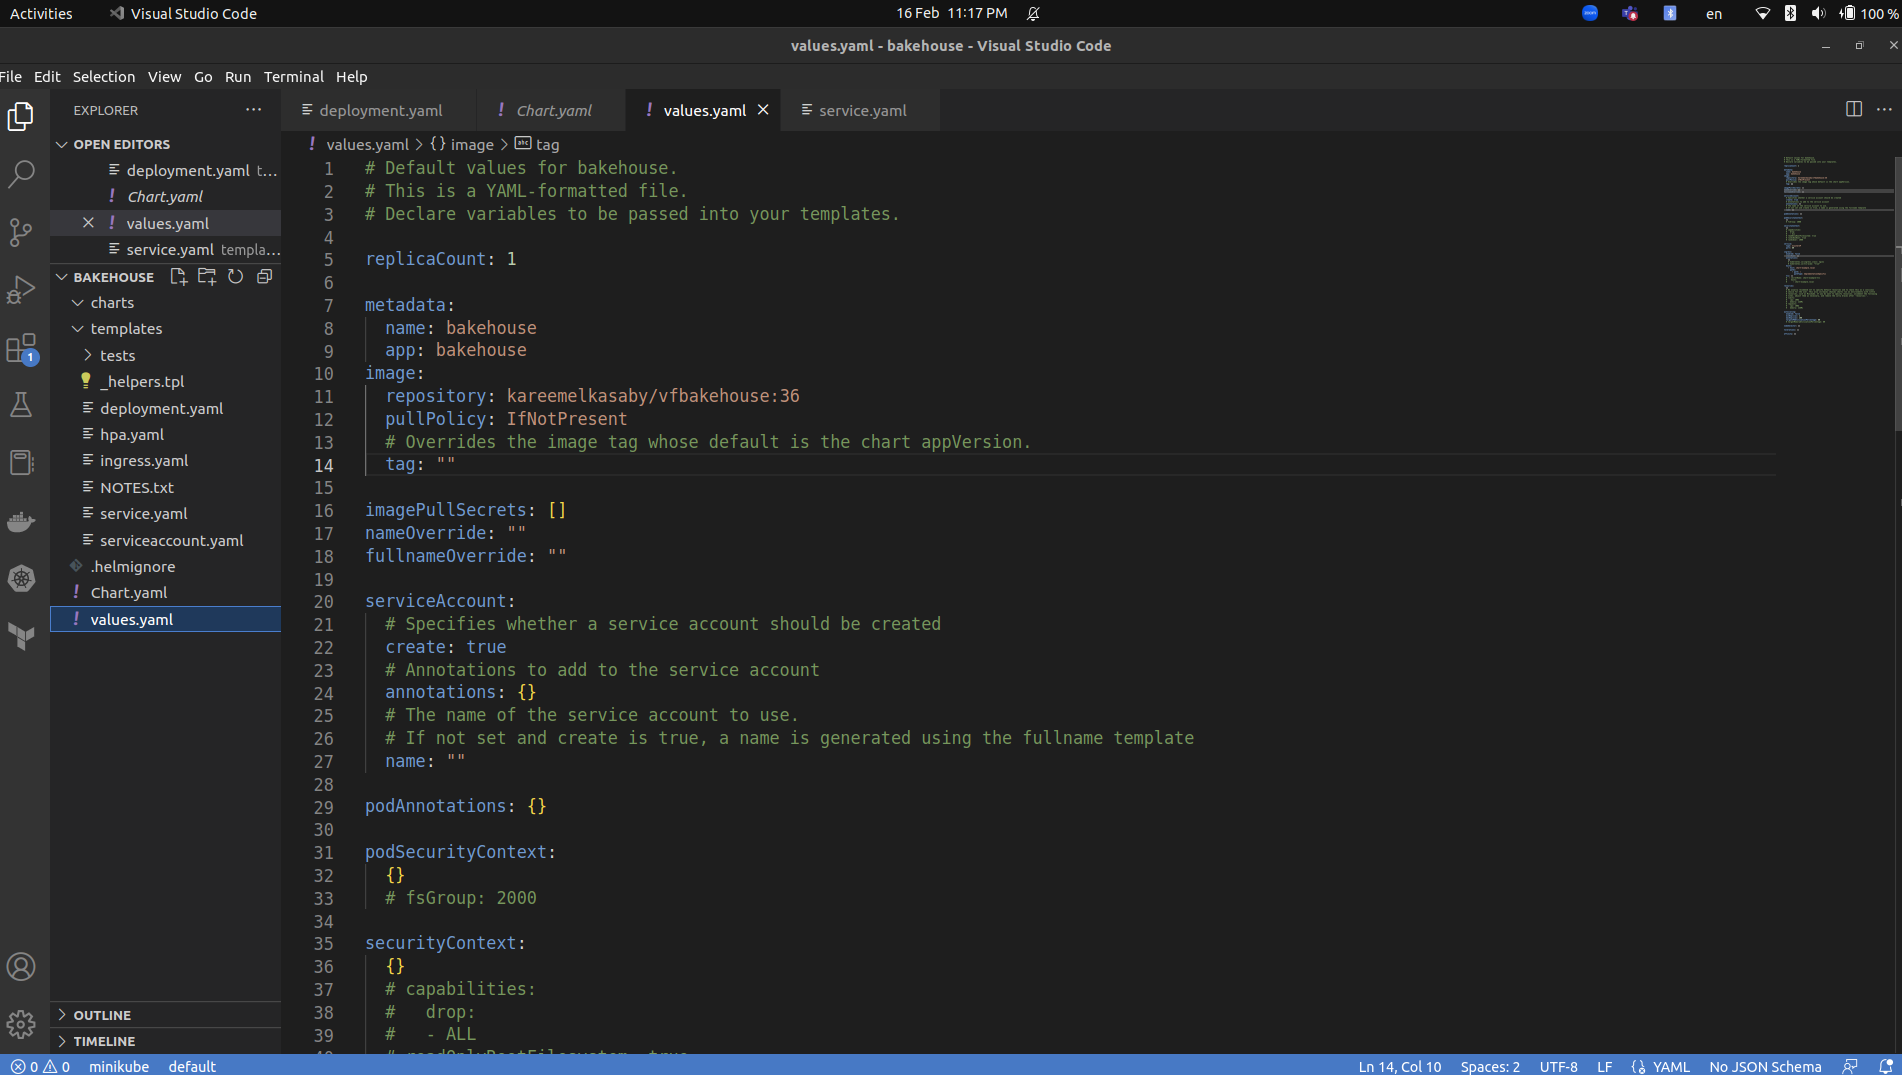 Activities
Visual Studio Code
16 Feb 11:17 PM
en
100 %
values.yaml - bakehouse - Visual Studio Code
File Edit Selection View Go Run Terminal Help
EXPLORER
deployment.yaml
Chart.yaml
values.yaml
service.yaml
OPEN EDITORS
deployment.yaml t...
Chart.yaml
values.yaml
service.yaml templa...
BAKEHOUSE
charts
templates
tests
_helpers.tpl
deployment.yaml
hpa.yaml
ingress.yaml
NOTES.txt
service.yaml
serviceaccount.yaml
.helmignore
Chart.yaml
values.yaml
OUTLINE
TIMELINE
1
values.yaml > {} image > abc tag
1 # Default values for bakehouse.
2 # This is a YAML-formatted file.
3 # Declare variables to be passed into your templates.
4
5 replicaCount: 1
6
7 metadata:
8   name: bakehouse
9   app: bakehouse
10 image:
11   repository: kareemelkasaby/vfbakehouse:36
12   pullPolicy: IfNotPresent
13   # Overrides the image tag whose default is the chart appVersion.
14   tag: ""
15
16 imagePullSecrets: []
17 nameOverride: ""
18 fullnameOverride: ""
19
20 serviceAccount:
21   # Specifies whether a service account should be created
22   create: true
23   # Annotations to add to the service account
24   annotations: {}
25   # The name of the service account to use.
26   # If not set and create is true, a name is generated using the fullname template
27   name: ""
28
29 podAnnotations: {}
30
31 podSecurityContext:
32   {}
33   # fsGroup: 2000
34
35 securityContext:
36   {}
37   # capabilities:
38   #   drop:
39   #   - ALL
40   # readOnlyRootFilesystem: true
0 0 minikube default
Ln 14, Col 10 Spaces: 2 UTF-8 LF YAML No JSON Schema